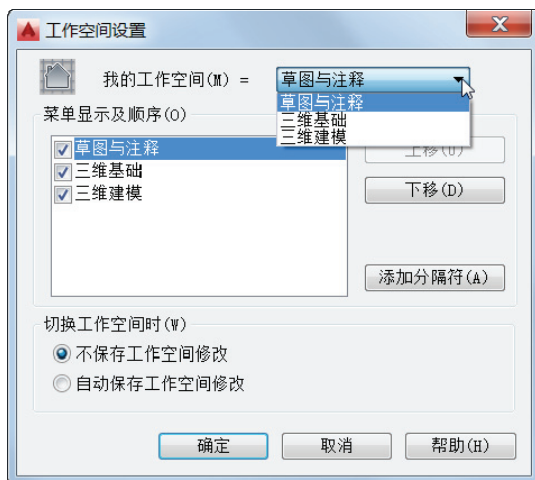 工作空间设置
我的工作空间(M) = 草图与注释
草图与注释
三维基础
三维建模
菜单显示及顺序(O)
草图与注释
三维基础
三维建模
上移(U)
下移(D)
添加分隔符(A)
切换工作空间时(W)
不保存工作空间修改
自动保存工作空间修改
确定 取消 帮助(H)